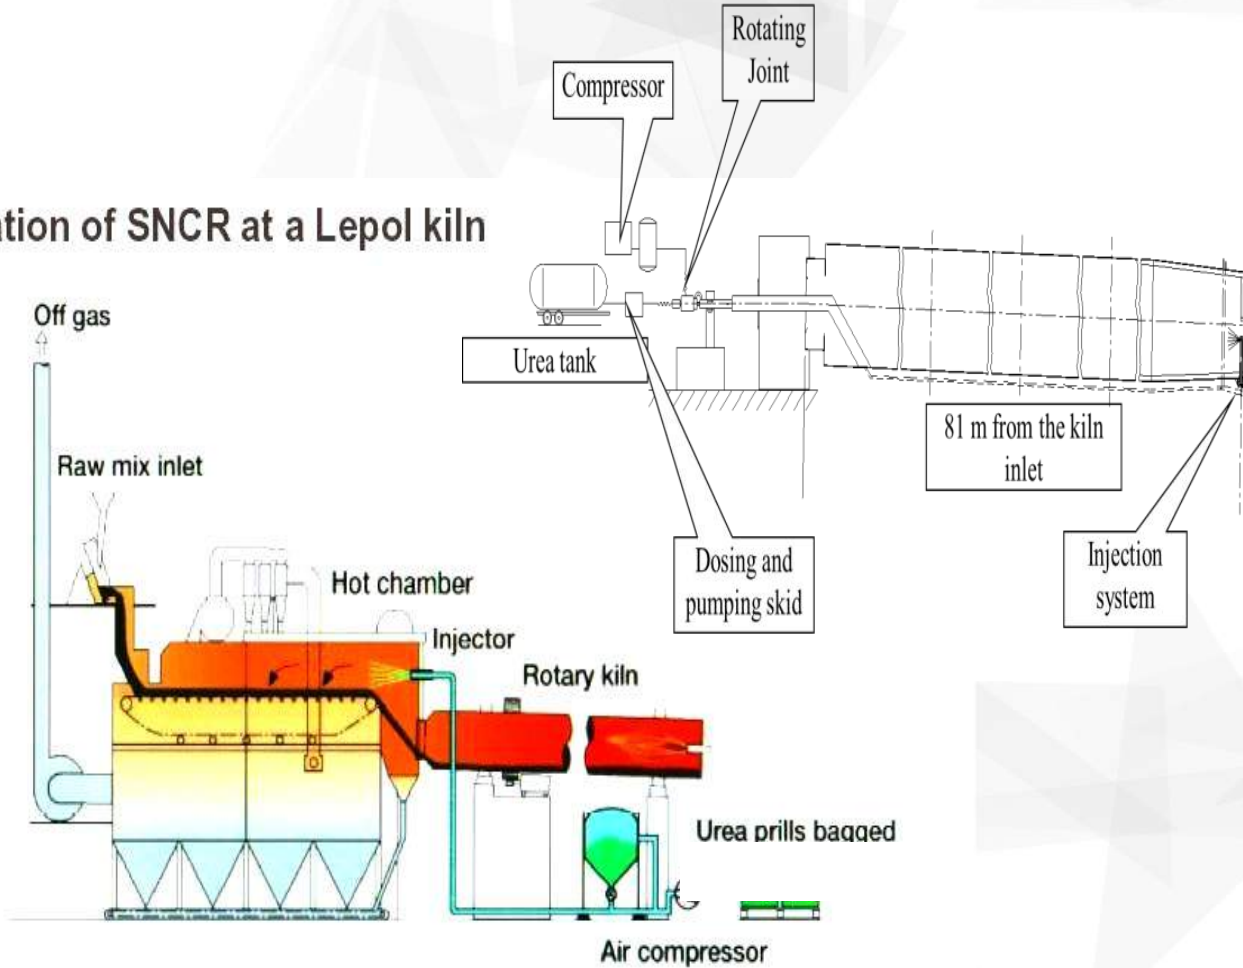 Rotating
Joint
Compressor
ation of SNCR at a Lepol kiln
Off gas
Urea tank
81 m from the kiln
inlet
Raw mix inlet
Injection
system
Dosing and
pumping skid
Hot chamber
Injector
Rotary kiln
Urea prills bagged
Air compressor